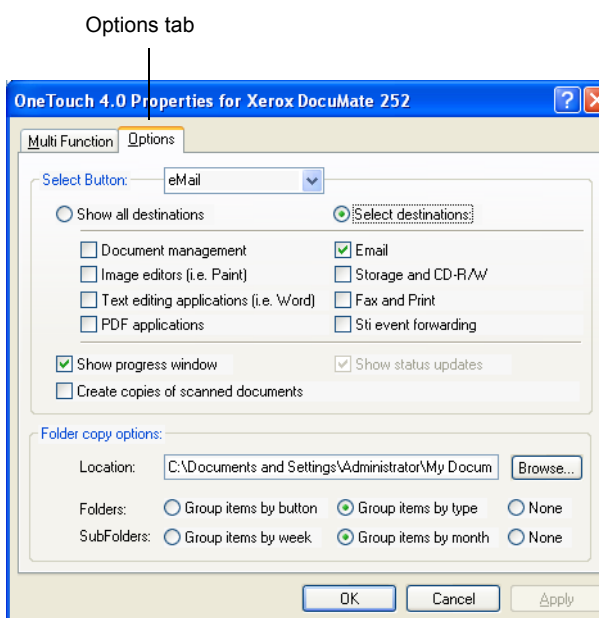 Options tab
OneTouch 4.0 Properties for Xerox DocuMate 252
Multi Function Options
Select Button: eMail
Show all destinations Select destinations:
Document management Email
Image editors (i.e. Paint) Storage and CD-R/W
Text editing applications (i.e. Word) Fax and Print
PDF applications Sti event forwarding
Show progress window Show status updates
Create copies of scanned documents
Folder copy options:
Location: C:\Documents and Settings\Administrator\My Docum Browse...
Folders: Group items by button Group items by type None
SubFolders: Group items by week Group items by month None
OK Cancel Apply